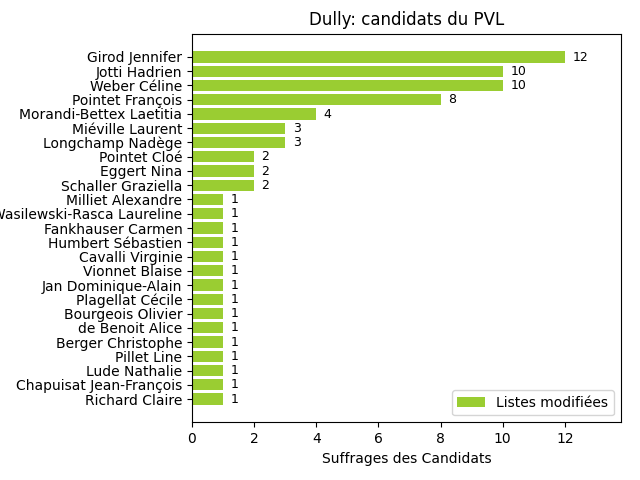 Dully: candidats du PVL
Girod Jennifer 12
Jotti Hadrien 10
Weber Céline 10
Pointet François 8
Morandi-Bettex Laetitia 4
Miéville Laurent 3
Longchamp Nadège 3
Pointet Cloé 2
Eggert Nina 2
Schaller Graziella 2
Milliet Alexandre 1
Wasilewski-Rasca Laureline 1
Fankhauser Carmen 1
Humbert Sébastien 1
Cavalli Virginie 1
Vionnet Blaise 1
Jan Dominique-Alain 1
Plagellat Cécile 1
Bourgeois Olivier 1
de Benoit Alice 1
Berger Christophe 1
Pillet Line 1
Lude Nathalie 1
Chapuisat Jean-François 1
Richard Claire 1
Listes modifiées
0 2 4 6 8 10 12
Suffrages des Candidats